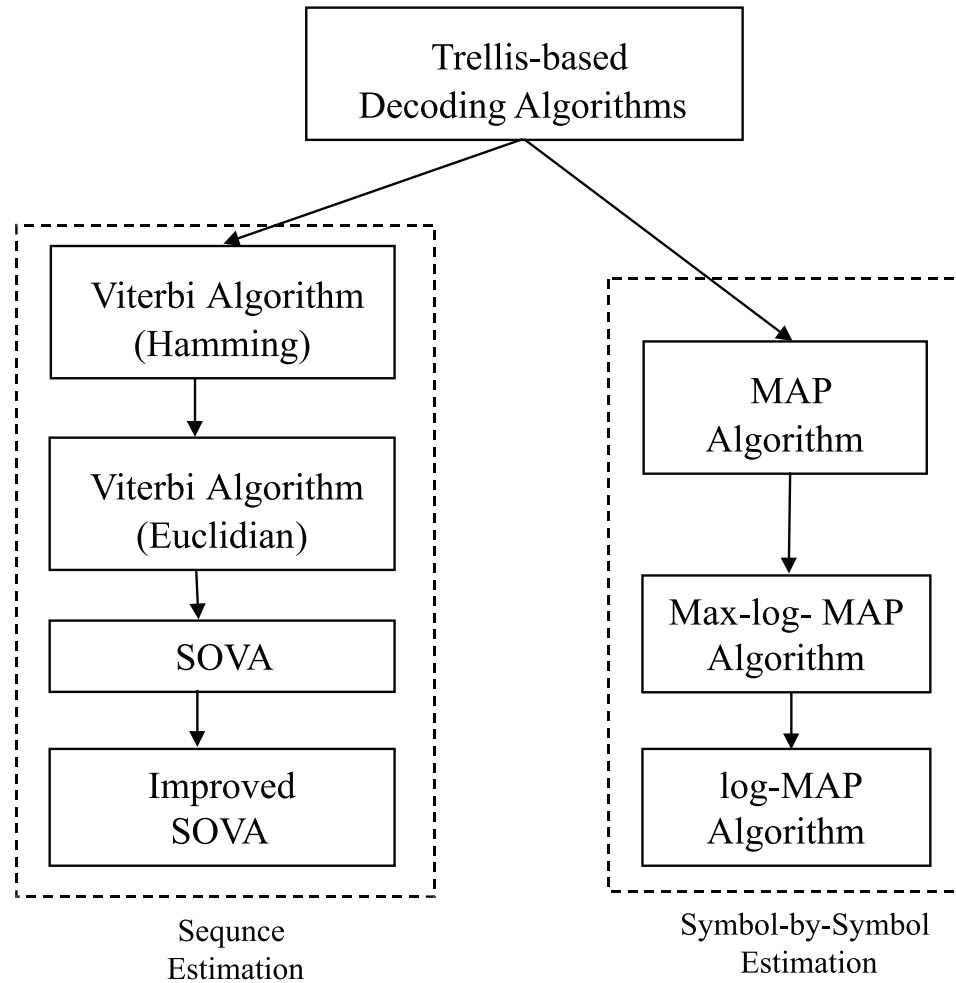 Trellis-based
Decoding Algorithms
Viterbi Algorithm
(Hamming)
Viterbi Algorithm
(Euclidian)
SOVA
Improved
SOVA
Sequnce
Estimation
MAP
Algorithm
Max-log- MAP
Algorithm
log-MAP
Algorithm
Symbol-by-Symbol
Estimation